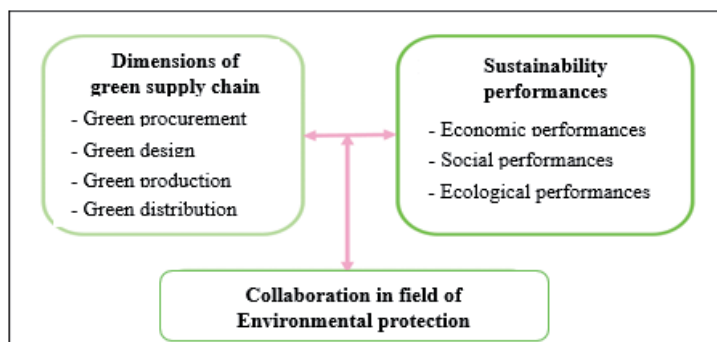 Dimensions of
green supply chain
- Green procurement
- Green design
- Green production
- Green distribution
Sustainability
performances
- Economic performances
- Social performances
- Ecological performances
Collaboration in field of
Environmental protection